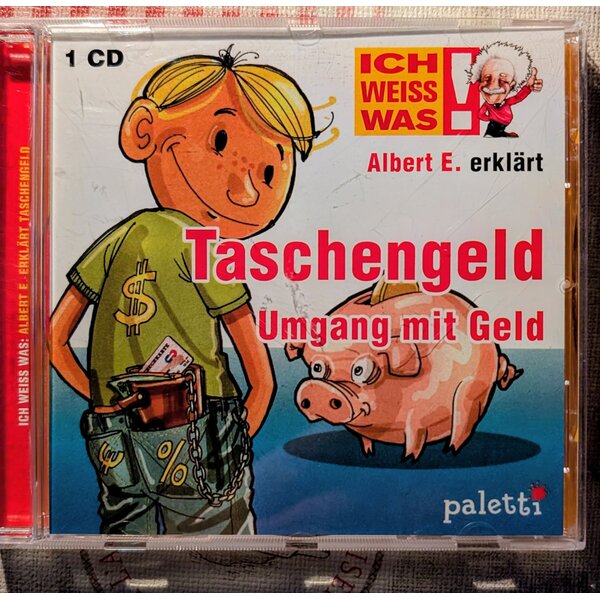 1 CD
ICH
WEISS
WAS!
Albert E. erklärt
Taschengeld
Umgang mit Geld
$
%
paletti
ICH WEISS WAS: ALBERT E - ERKLÄRT TASCHENGELD